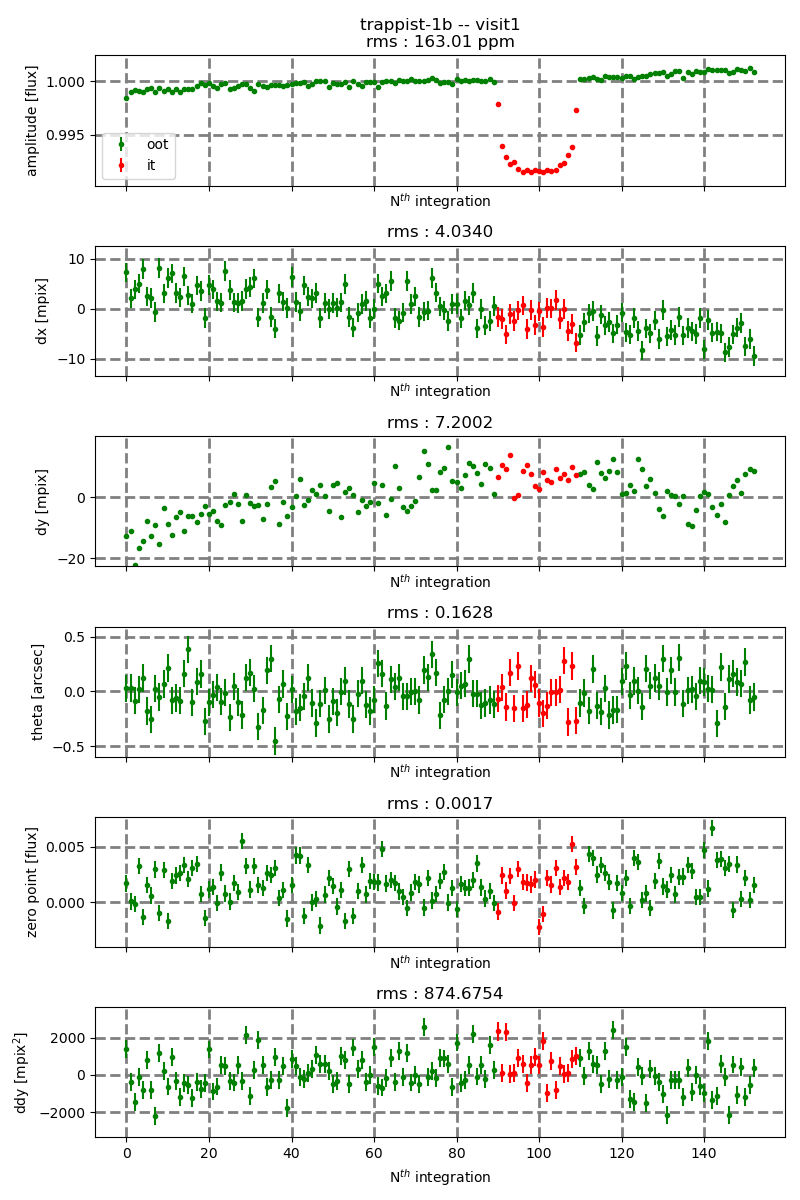 trappist-1b -- visit1
rms : 163.01 ppm
amplitude [flux]
1.000
0.995
oot
it
N^th integration
rms : 4.0340
dx [mpix]
10
0
−10
N^th integration
rms : 7.2002
dy [mpix]
0
−20
N^th integration
rms : 0.1628
theta [arcsec]
0.5
0.0
−0.5
N^th integration
rms : 0.0017
zero point [flux]
0.005
0.000
N^th integration
rms : 874.6754
ddy [mpix²]
2000
0
−2000
0 20 40 60 80 100 120 140
N^th integration